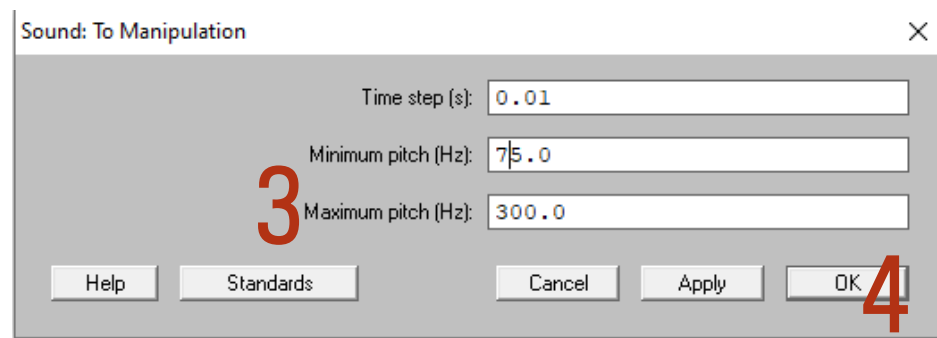 Sound: To Manipulation
Time step (s): 0.01
Minimum pitch (Hz): 75.0
3
Maximum pitch (Hz): 300.0
Help Standards Cancel Apply OK
4